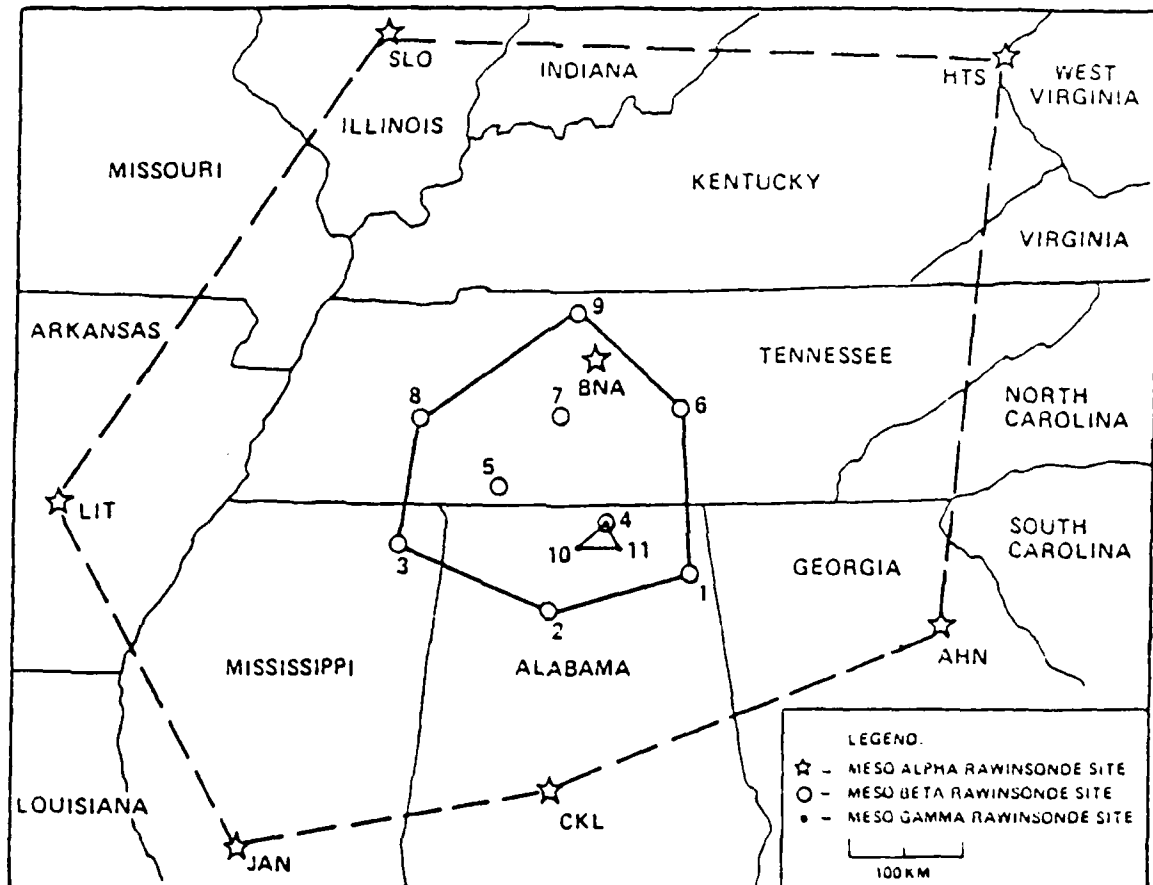 SLO
INDIANA
HTS
WEST
VIRGINIA
ILLINOIS
MISSOURI
KENTUCKY
VIRGINIA
ARKANSAS
9
TENNESSEE
BNA
8
7
6
NORTH
CAROLINA
5
LIT
4
SOUTH
CAROLINA
10
11
3
GEORGIA
1
2
AHN
MISSISSIPPI
ALABAMA
LEGEND.
☆ – MESO ALPHA RAWINSONDE SITE
○ – MESO BETA RAWINSONDE SITE
• – MESO GAMMA RAWINSONDE SITE
LOUISIANA
CKL
JAN
100 KM